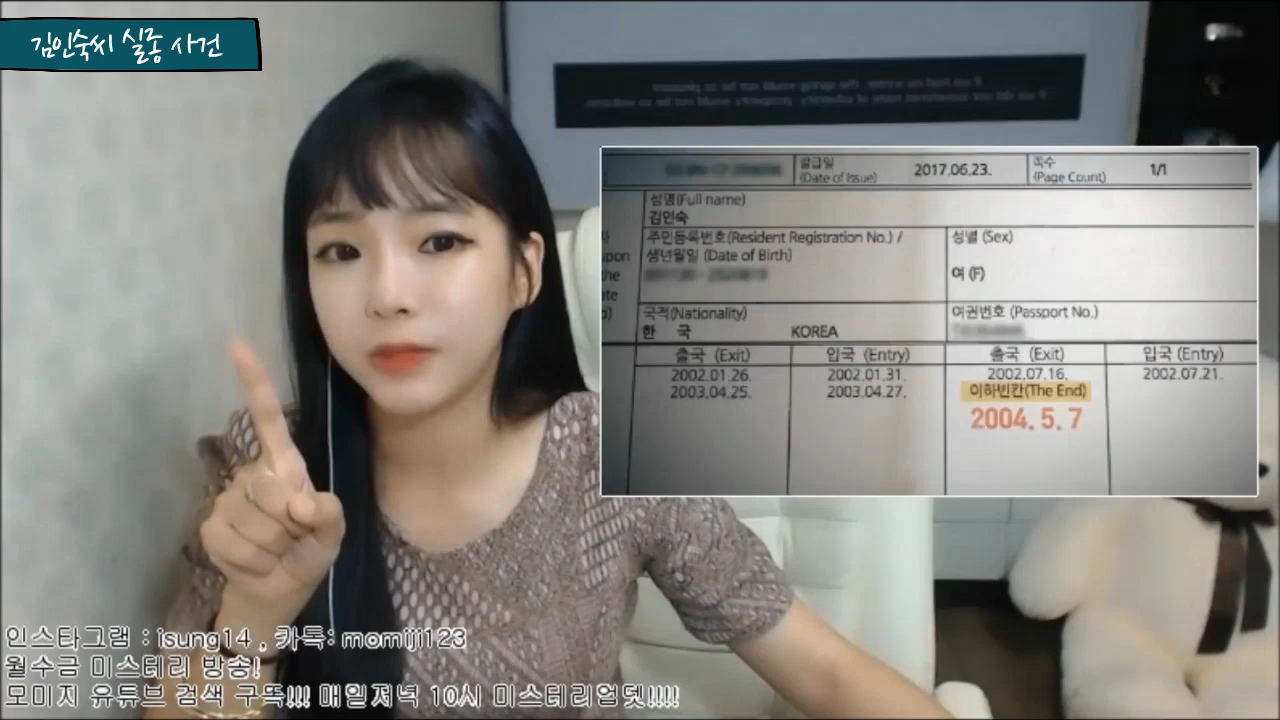 김인숙씨 실종 사건
발급일
(Date of Issue)
2017.06.23.
쪽수
(Page Count)
1/1
성명(Full name)
김인숙
주민등록번호(Resident Registration No.) /
생년월일 (Date of Birth)
성별 (Sex)
여 (F)
upon
the
국적(Nationality)
한 국 KOREA
여권번호 (Passport No.)
출국 (Exit) 입국 (Entry) 출국 (Exit) 입국 (Entry)
2002.01.26. 2002.01.31. 2002.07.16. 2002.07.21.
2003.04.25. 2003.04.27. 이하빈칸(The End)
2004. 5. 7
인스타그램 : isung14 , 카톡: momiji123
월수금 미스테리 방송!
모미지 유튜브 검색 구똑!!! 매일저녁 10시 미스테리업뎃!!!!